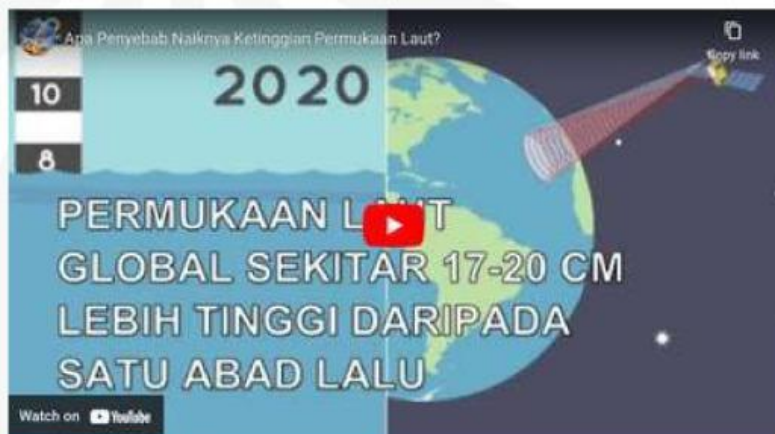 Apa Penyebab Naiknya Ketinggian Permukaan Laut?
Copy link
10
2020
8
PERMUKAAN LAUT
GLOBAL SEKITAR 17-20 CM
LEBIH TINGGI DARIPADA
SATU ABAD LALU
Watch on YouTube